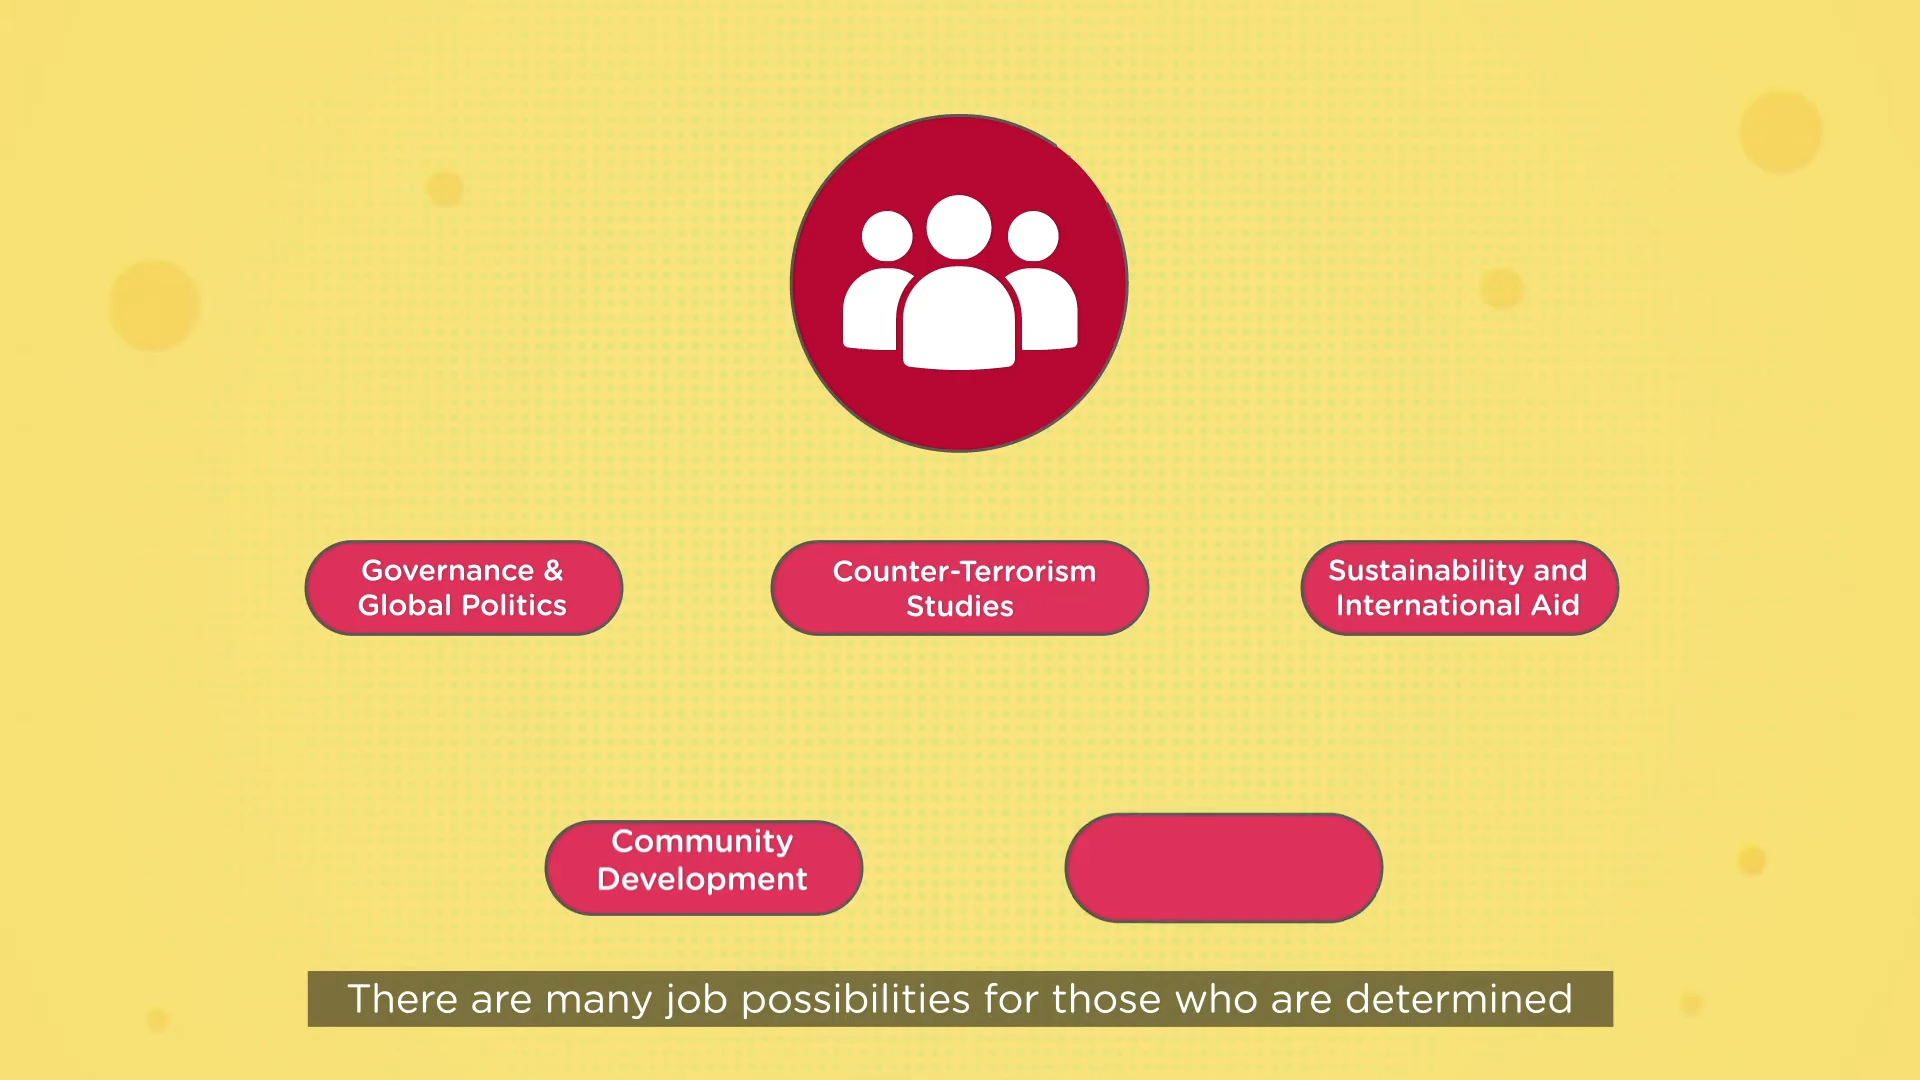 Governance &
Global Politics
Counter-Terrorism
Studies
Sustainability and
International Aid
Community
Development
There are many job possibilities for those who are determined